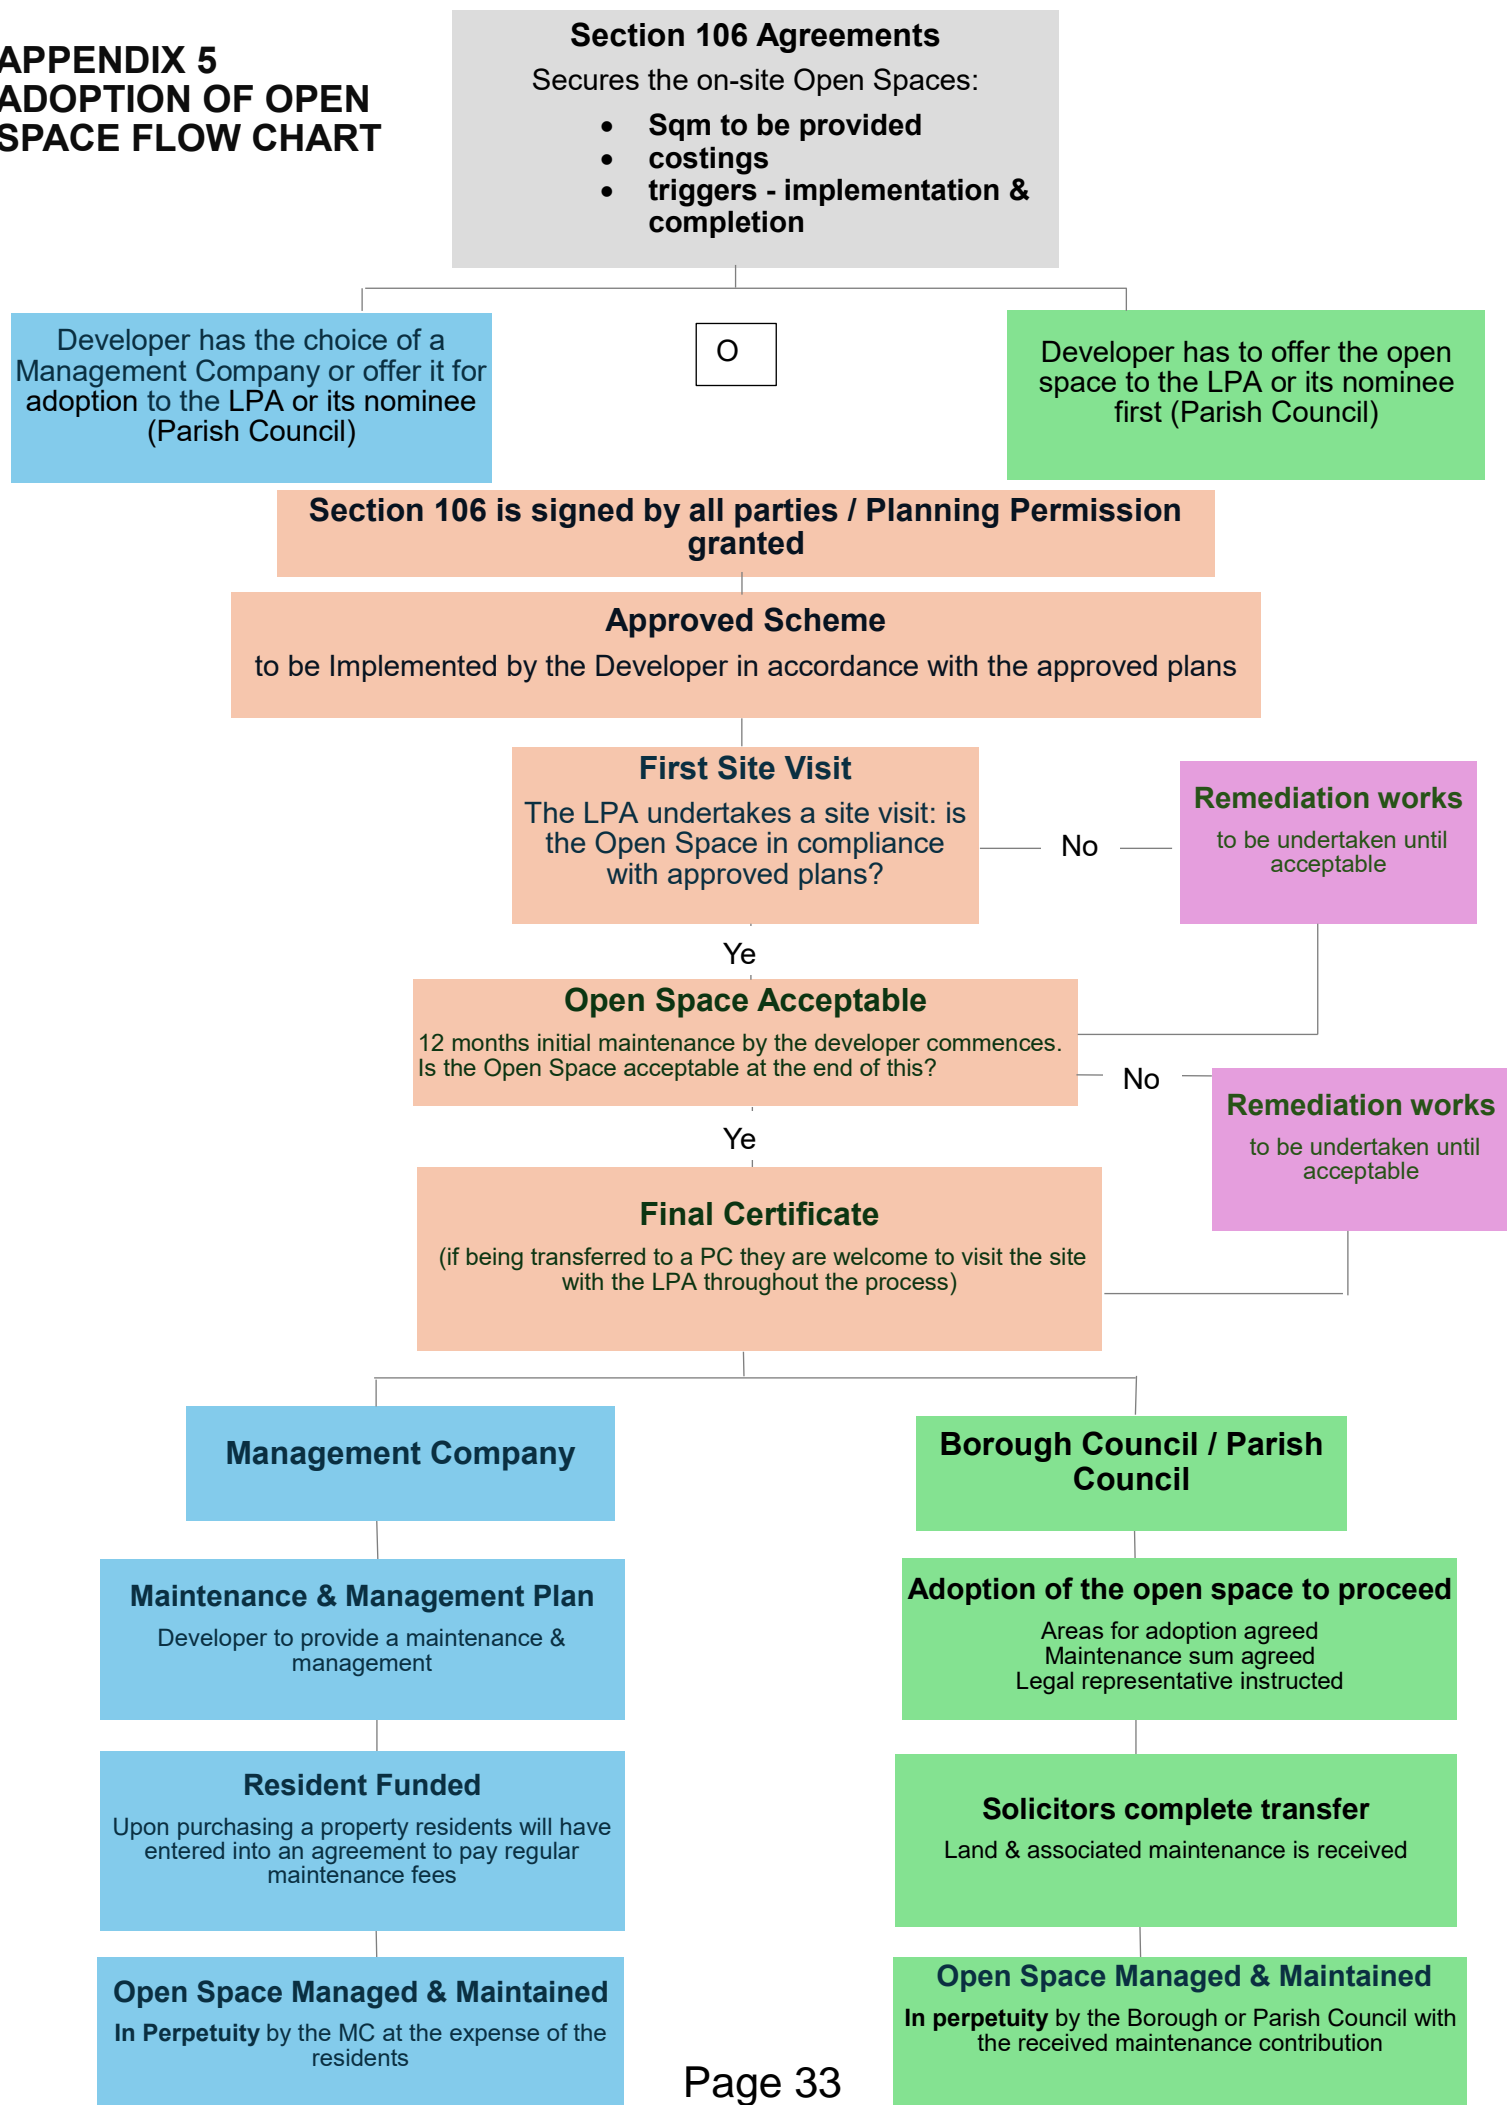 APPENDIX 5
ADOPTION OF OPEN
SPACE FLOW CHART
Section 106 Agreements
Secures the on-site Open Spaces:
• Sqm to be provided
• costings
• triggers - implementation &
completion
Developer has the choice of a
Management Company or offer it for
adoption to the LPA or its nominee
(Parish Council)
O
Developer has to offer the open
space to the LPA or its nominee
first (Parish Council)
Section 106 is signed by all parties / Planning Permission
granted
Approved Scheme
to be Implemented by the Developer in accordance with the approved plans
First Site Visit
The LPA undertakes a site visit: is
the Open Space in compliance
with approved plans?
No
Remediation works
to be undertaken until
acceptable
Ye
Open Space Acceptable
12 months initial maintenance by the developer commences.
Is the Open Space acceptable at the end of this?
No
Remediation works
to be undertaken until
acceptable
Ye
Final Certificate
(if being transferred to a PC they are welcome to visit the site
with the LPA throughout the process)
Management Company
Maintenance & Management Plan
Developer to provide a maintenance &
management
Resident Funded
Upon purchasing a property residents will have
entered into an agreement to pay regular
maintenance fees
Open Space Managed & Maintained
In Perpetuity by the MC at the expense of the
residents
Borough Council / Parish
Council
Adoption of the open space to proceed
Areas for adoption agreed
Maintenance sum agreed
Legal representative instructed
Solicitors complete transfer
Land & associated maintenance is received
Open Space Managed & Maintained
In perpetuity by the Borough or Parish Council with
the received maintenance contribution
Page 33